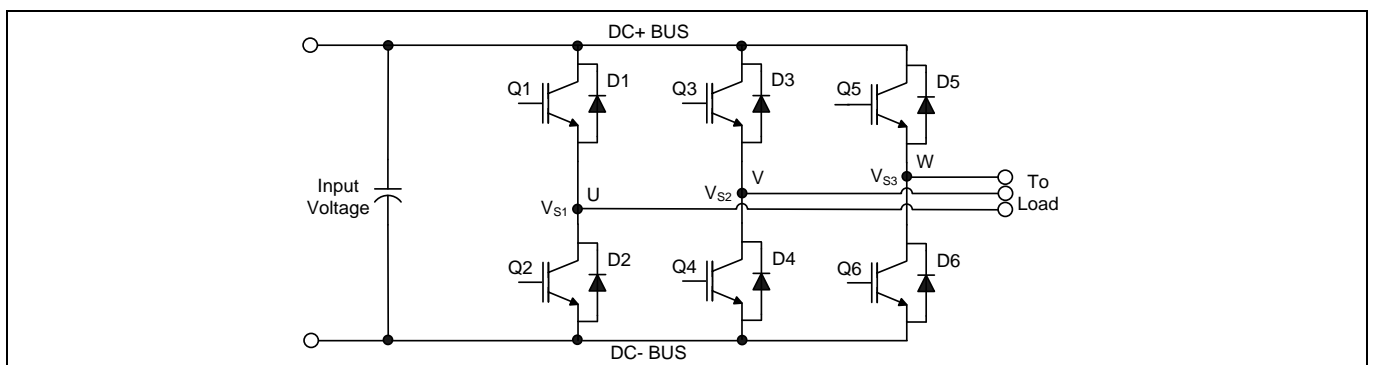 DC+ BUS
Q1
D1
Q3
D3
Q5
D5
Input
Voltage
U
V
W
VS1
VS2
VS3
To
Load
Q2
D2
Q4
D4
Q6
D6
DC- BUS